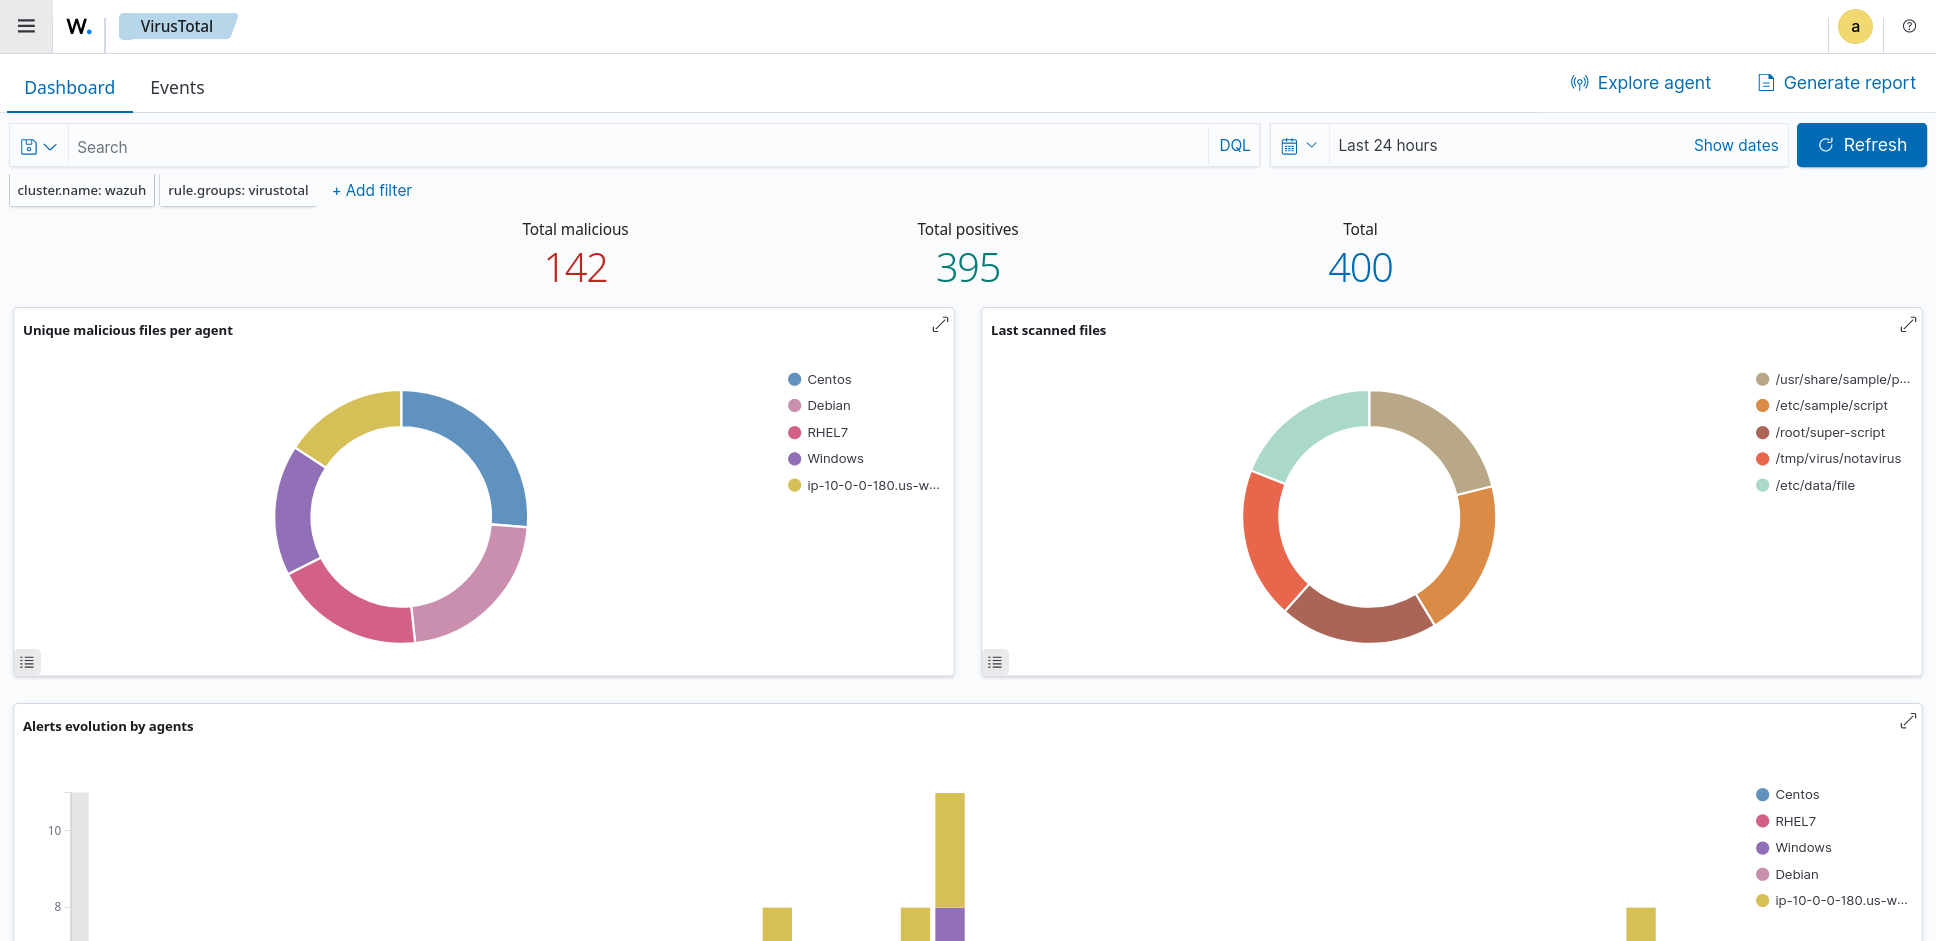 W.
VirusTotal
a
Dashboard
Events
Explore agent
Generate report
Search
DQL
Last 24 hours
Show dates
Refresh
cluster.name: wazuh
rule.groups: virustotal
+ Add filter
Total malicious
142
Total positives
395
Total
400
Unique malicious files per agent
Centos
Debian
RHEL7
Windows
ip-10-0-0-180.us-w...
Last scanned files
/usr/share/sample/p...
/etc/sample/script
/root/super-script
/tmp/virus/notavirus
/etc/data/file
Alerts evolution by agents
10
8
Centos
RHEL7
Windows
Debian
ip-10-0-0-180.us-w...